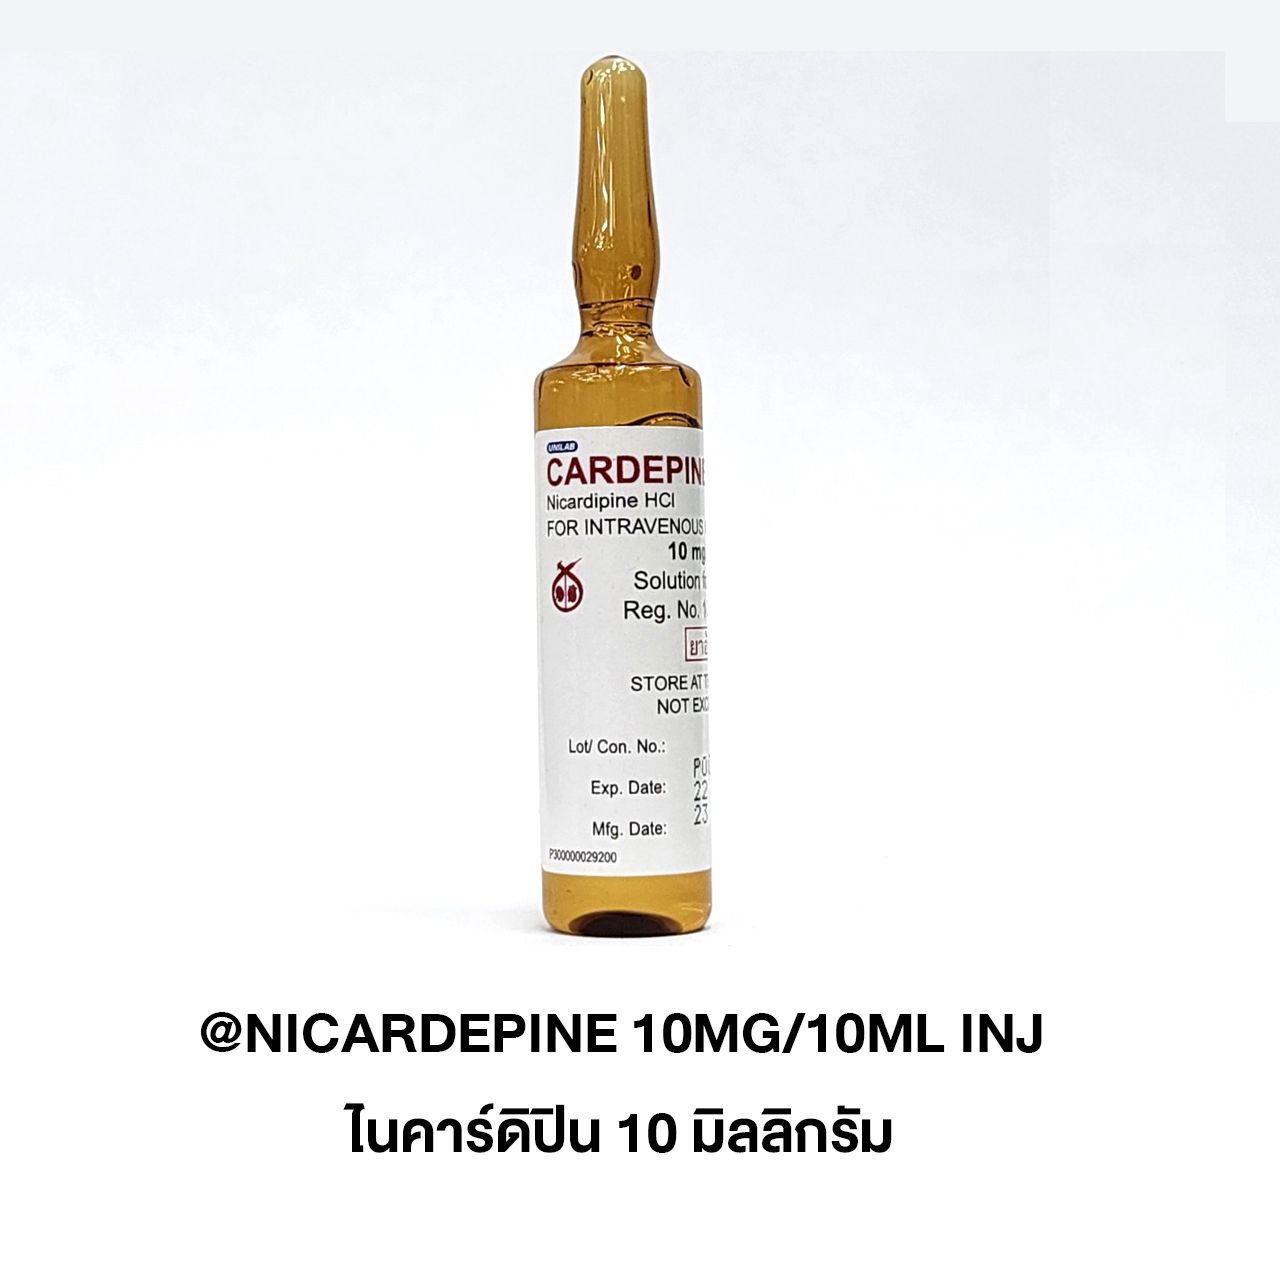 UNILAB
CARDEPINE
Nicardipine HCl
FOR INTRAVENOUS
10 mg
Solution
Reg. No.
STORE AT
NOT
Lot/ Con. No.:
Exp. Date:
22
Mfg. Date:
23
P300000029200
@NICARDEPINE 10MG/10ML INJ
ไนคาร์ดิปิน 10 มิลลิกรัม